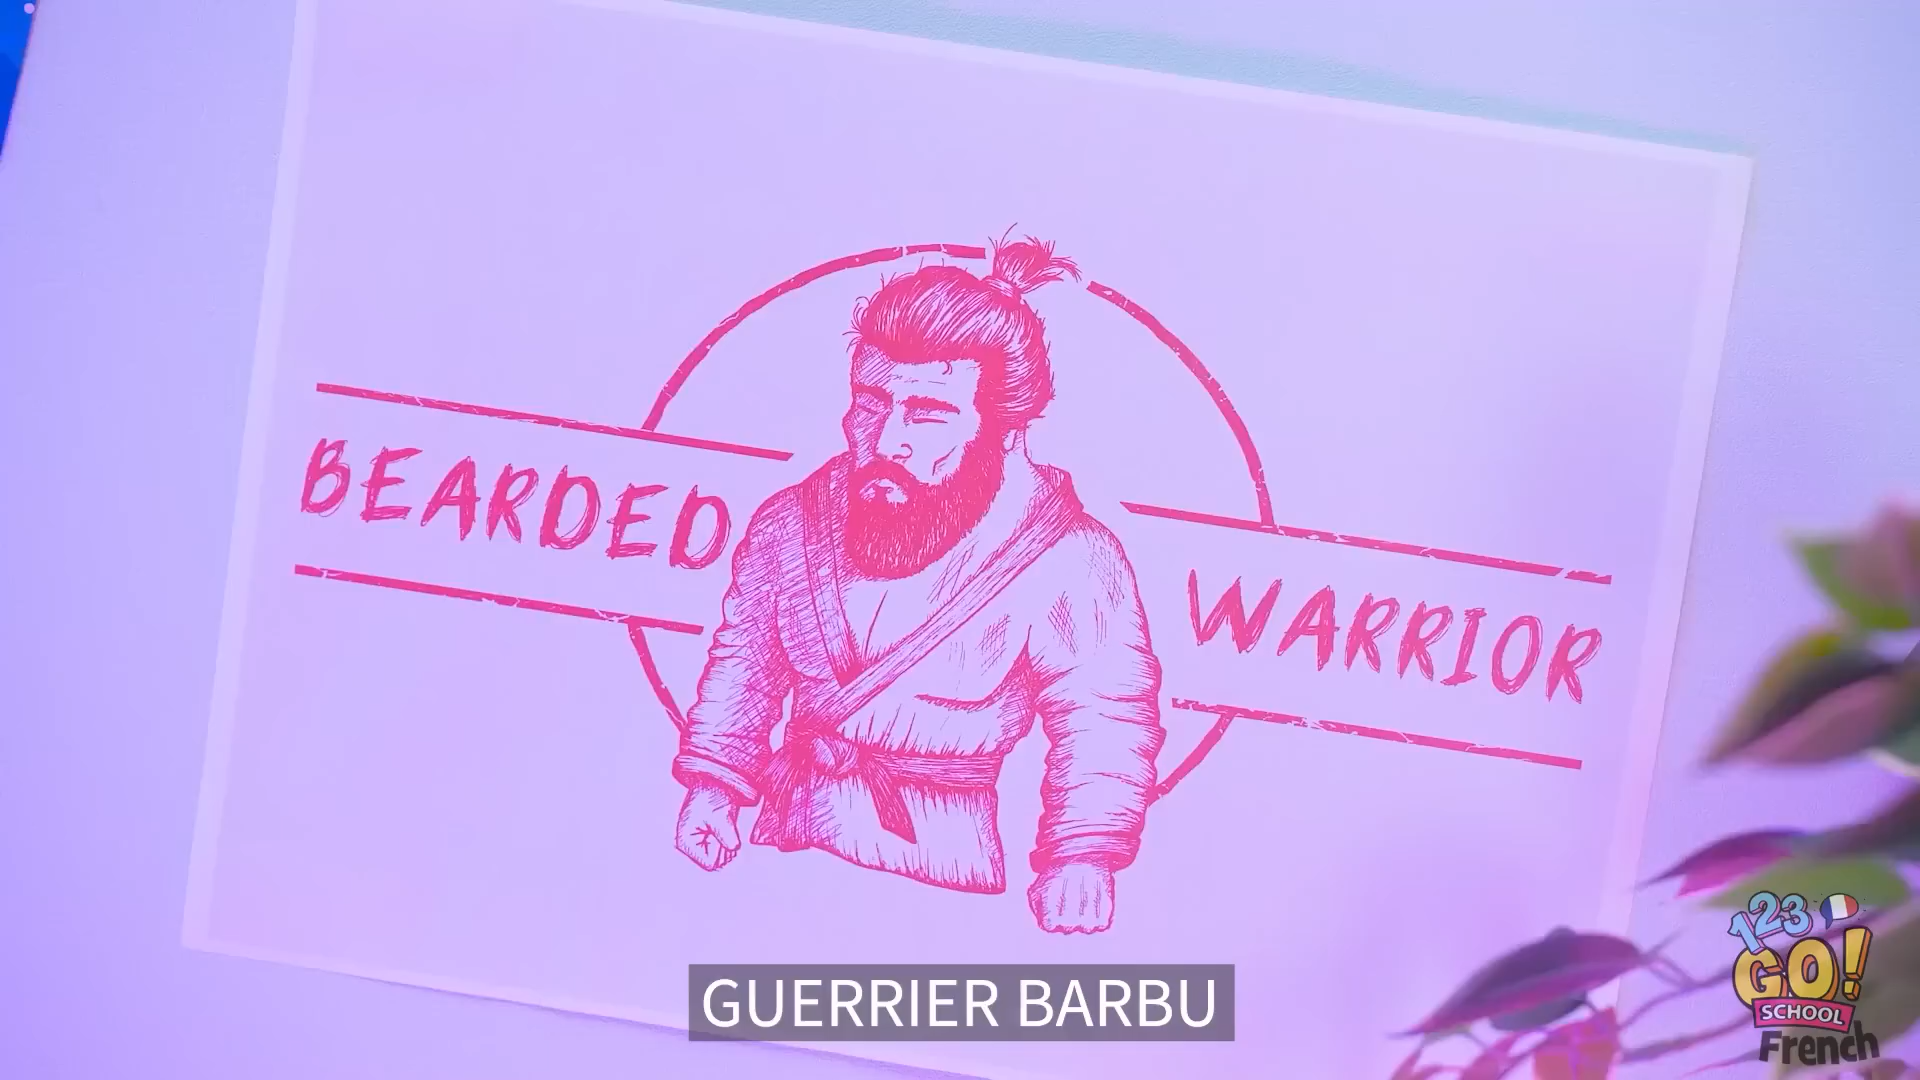 BEARDED
WARRIOR
GUERRIER BARBU
123
GO!
SCHOOL
French